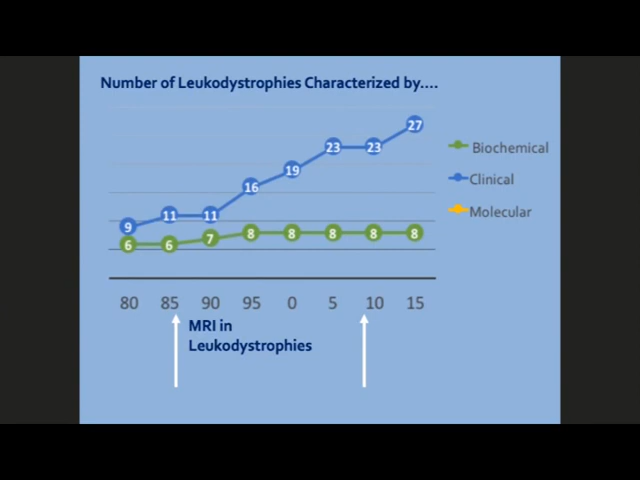 Number of Leukodystrophies Characterized by....
27
23 23
19
16
11 11
9
8 8 8 8 8
7
6 6
Biochemical
Clinical
Molecular
80 85 90 95 0 5 10 15
MRI in
Leukodystrophies